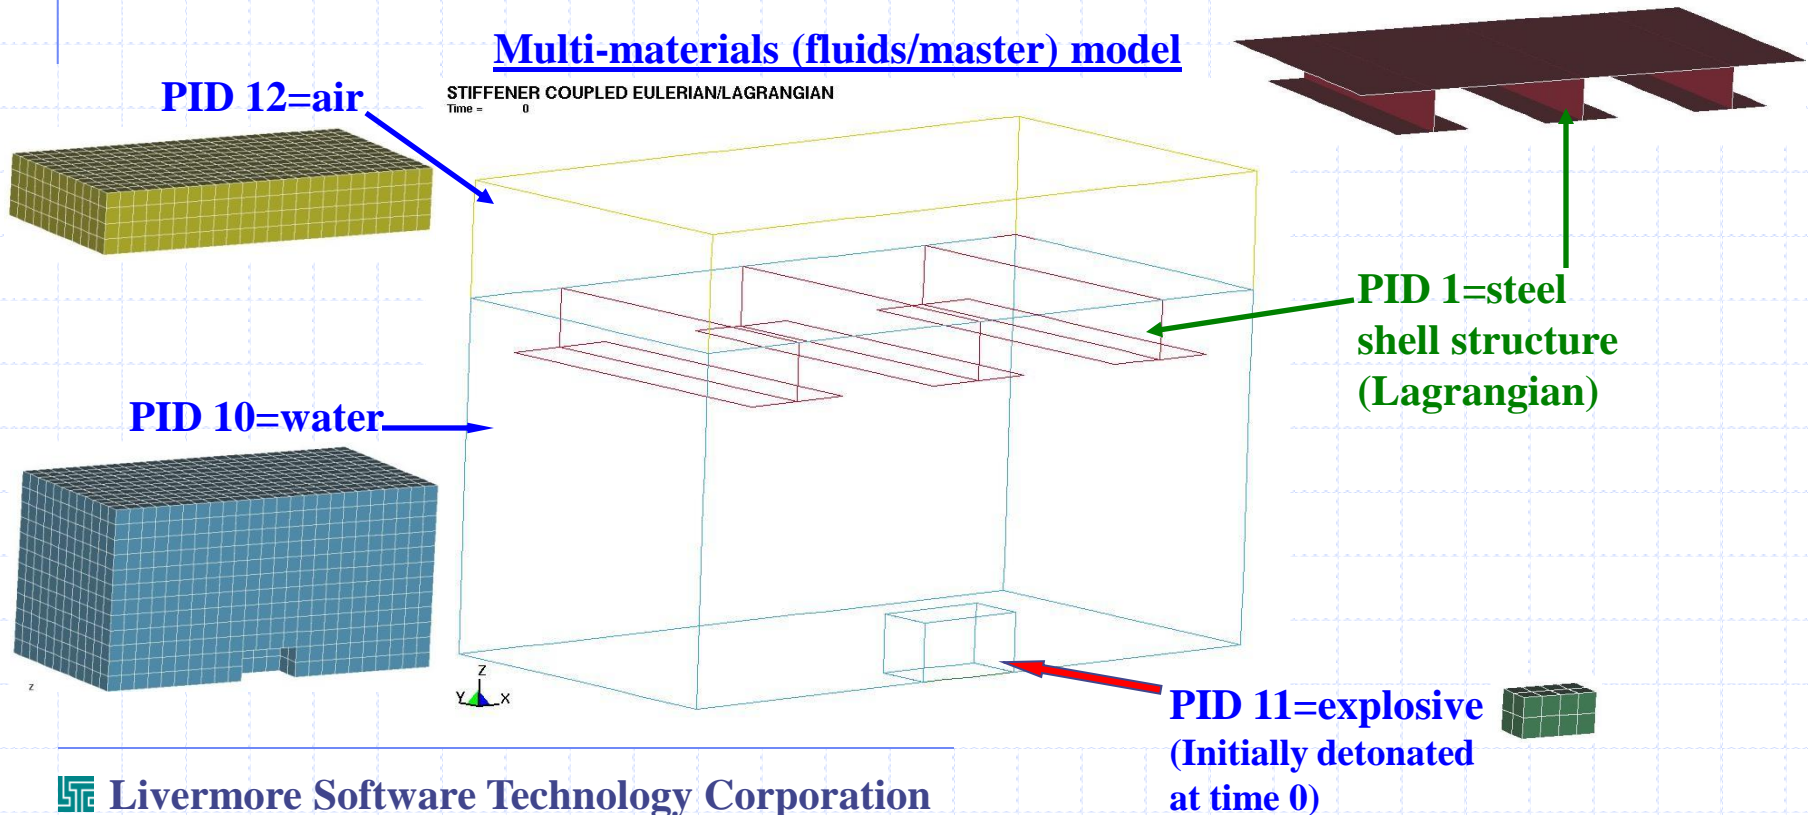 Multi-materials (fluids/master) model
PID 12=air
STIFFENER COUPLED EULERIAN/LAGRANGIAN
Time = 0
PID 1=steel
shell structure
(Lagrangian)
PID 10=water
z
Z
Y
X
PID 11=explosive
(Initially detonated
at time 0)
Livermore Software Technology Corporation